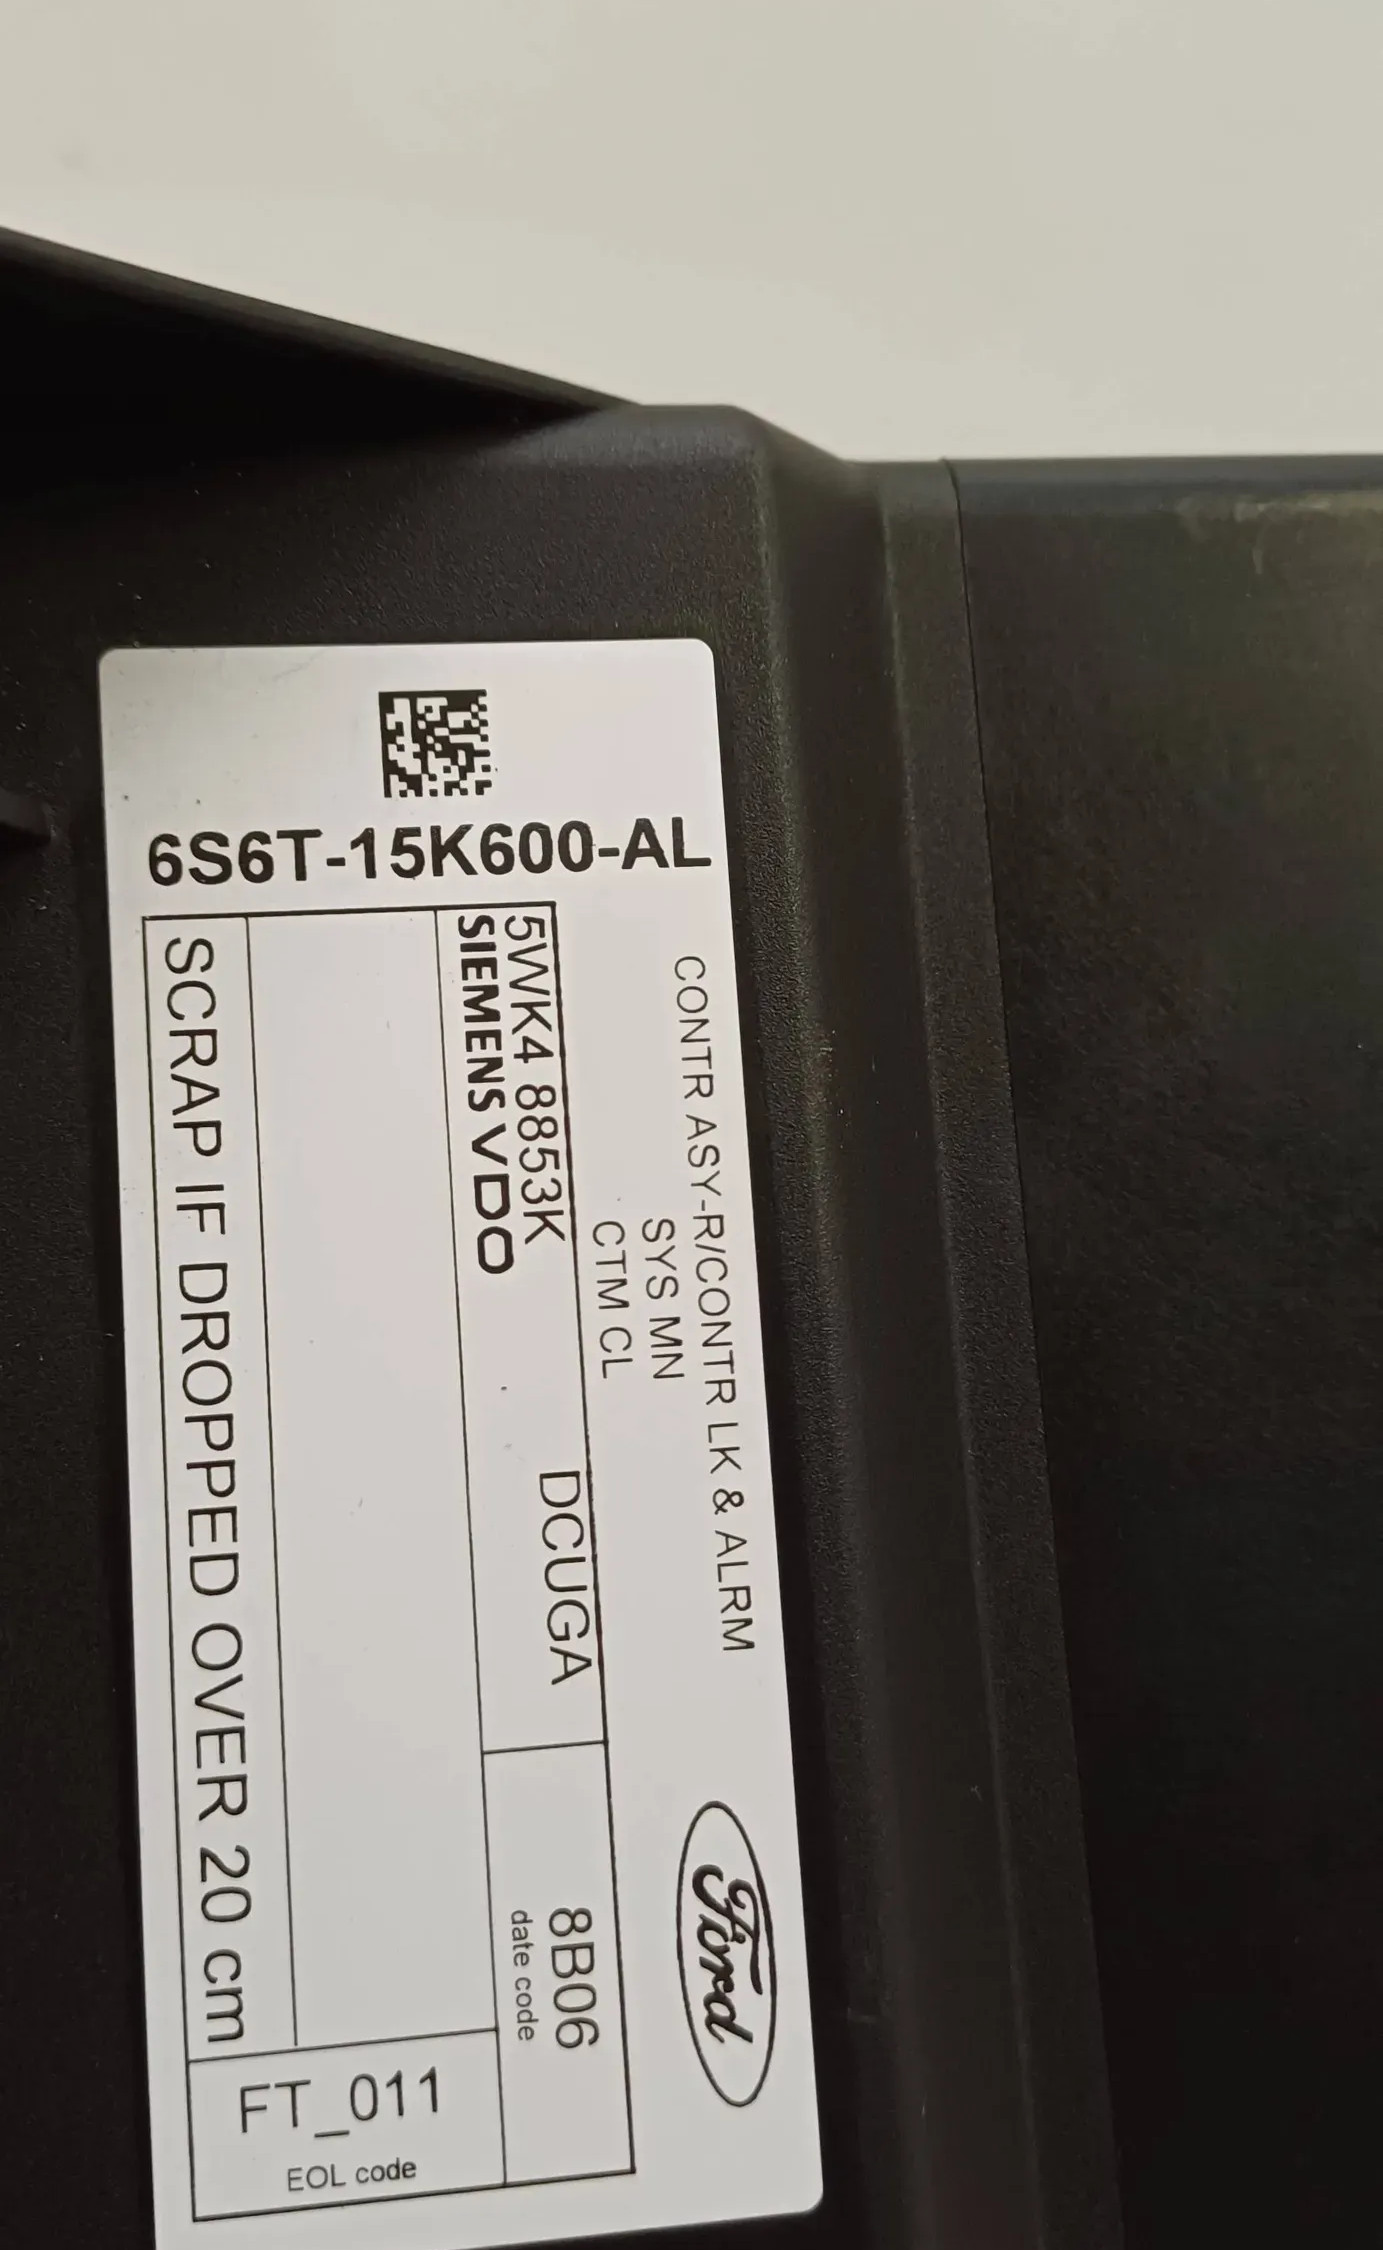 6S6T-15K600-AL
CONTR ASY-R/CONTR LK & ALRM
SYS MN
CTM CL
Ford
5WK4 8853K
DCUGA
SIEMENS VDO
8B06
date code
SCRAP IF DROPPED OVER 20 cm
FT_011
EOL code